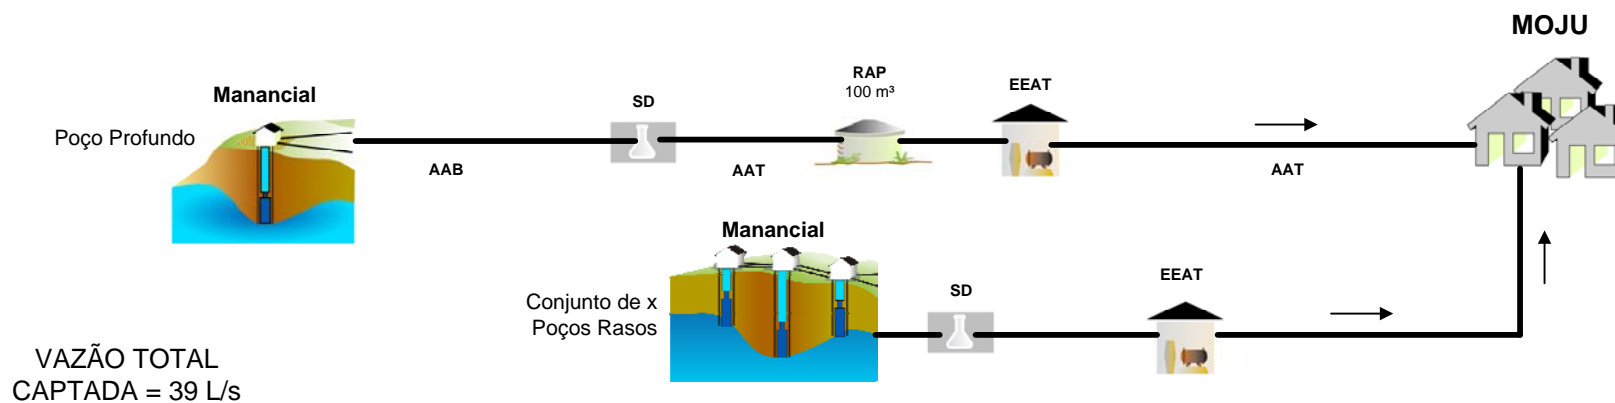 MOJU
Manancial
Poço Profundo
AAB
SD
AAT
RAP
100 m³
EEAT
AAT
Manancial
Conjunto de x
Poços Rasos
SD
EEAT
VAZÃO TOTAL
CAPTADA = 39 L/s